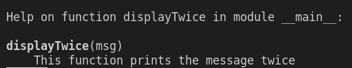 Help on function displayTwice in module __main__:
displayTwice(msg)
This function prints the message twice